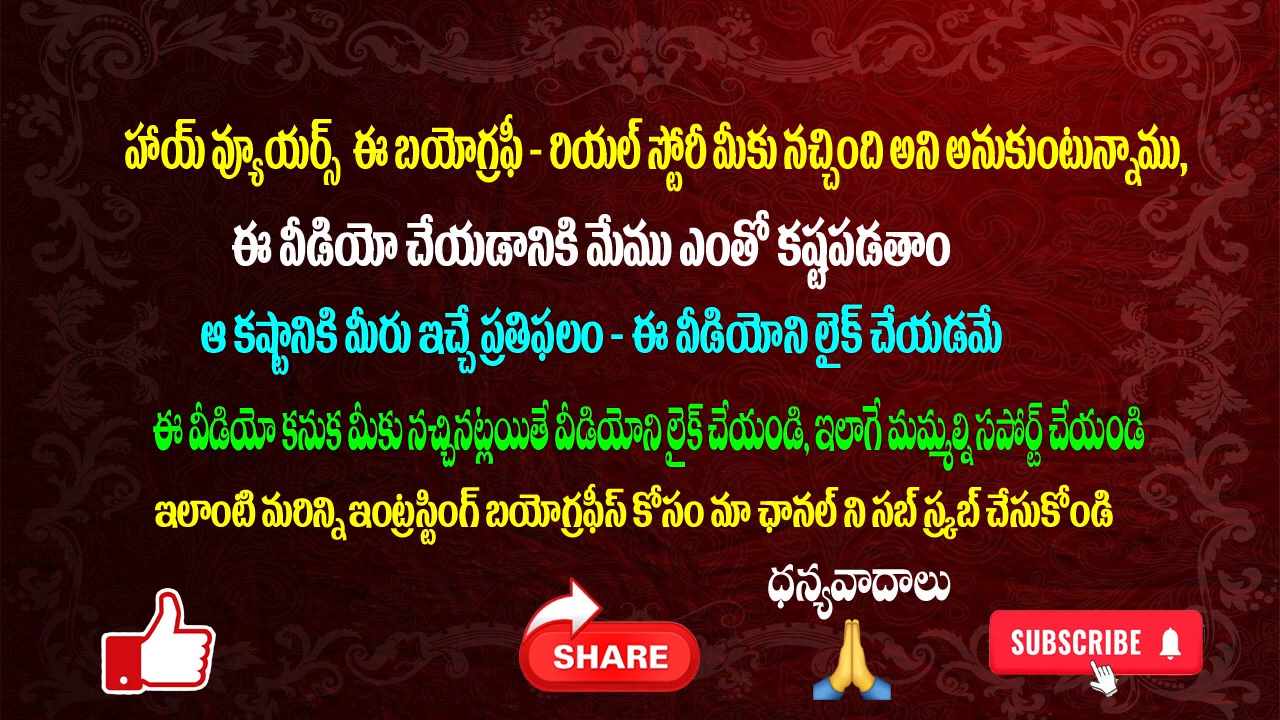 హాయ్ వ్యూయర్స్ ఈ బయోగ్రఫీ - రియల్ స్టోరీ మీకు నచ్చింది అని అనుకుంటున్నాము,
ఈ వీడియో చేయడానికి మేము ఎంతో కష్టపడతాం
ఆ కష్టానికి మీరు ఇచ్చే ప్రతిఫలం - ఈ వీడియోని లైక్ చేయడమే
ఈ వీడియో కనుక మీకు నచ్చినట్లయితే వీడియోని లైక్ చేయండి, ఇలాగే మమ్మల్ని సపోర్ట్ చేయండి
ఇలాంటి మరిన్ని ఇంట్రస్టింగ్ బయోగ్రఫీస్ కోసం మా ఛానల్ ని సబ్ స్క్రబ్ చేసుకోండి
ధన్యవాదాలు
SHARE
SUBSCRIBE